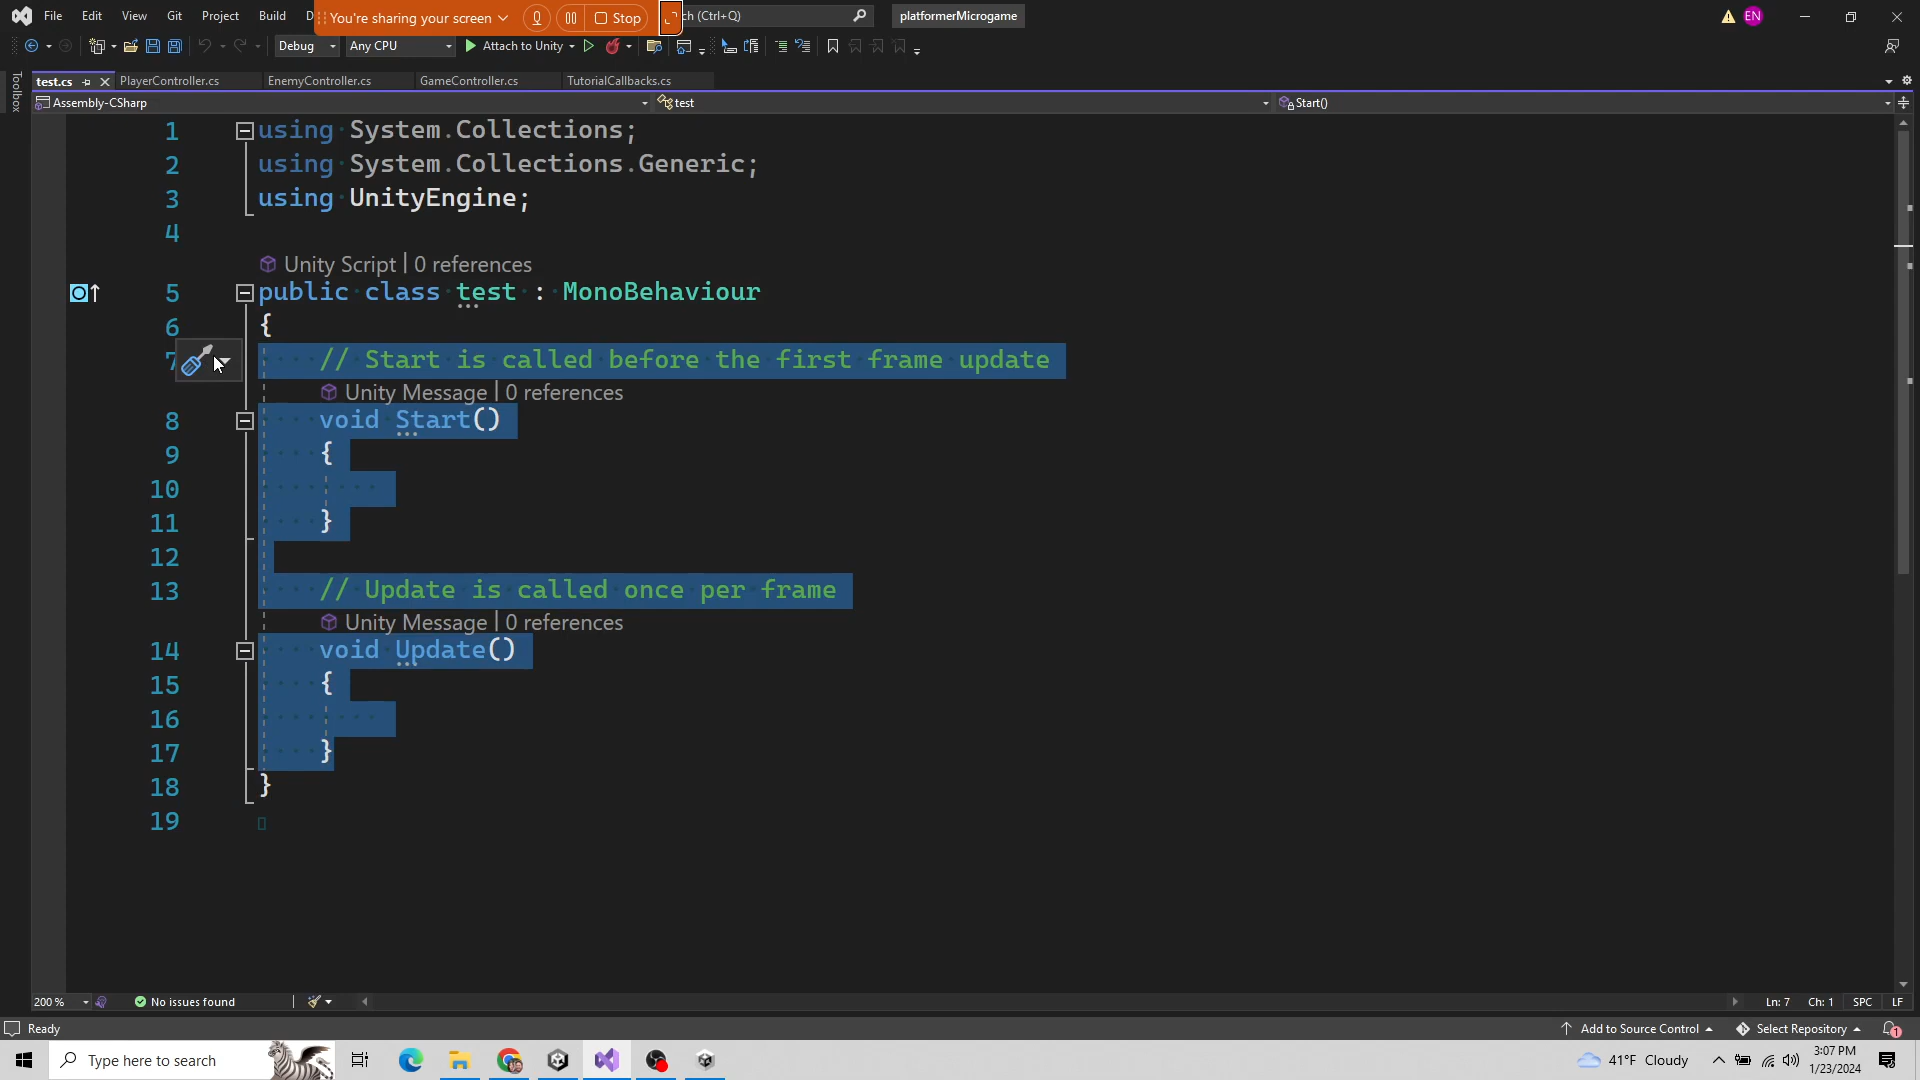 File Edit View Git Project Build D You're sharing your screen Stop ch (Ctrl+Q) platformerMicrogame EN
Debug Any CPU Attach to Unity
Toolbox
test.cs PlayerController.cs EnemyController.cs GameController.cs TutorialCallbacks.cs
Assembly-CSharp test Start()
1 using System.Collections;
2 using System.Collections.Generic;
3 using UnityEngine;
4
Unity Script | 0 references
5 public class test : MonoBehaviour
6 {
7 // Start is called before the first frame update
Unity Message | 0 references
8 void Start()
9 {
10
11 }
12
13 // Update is called once per frame
Unity Message | 0 references
14 void Update()
15 {
16
17 }
18 }
19
200 % No issues found Ln: 7 Ch: 1 SPC LF
Ready Add to Source Control Select Repository 1
Type here to search 41°F Cloudy 3:07 PM
1/23/2024